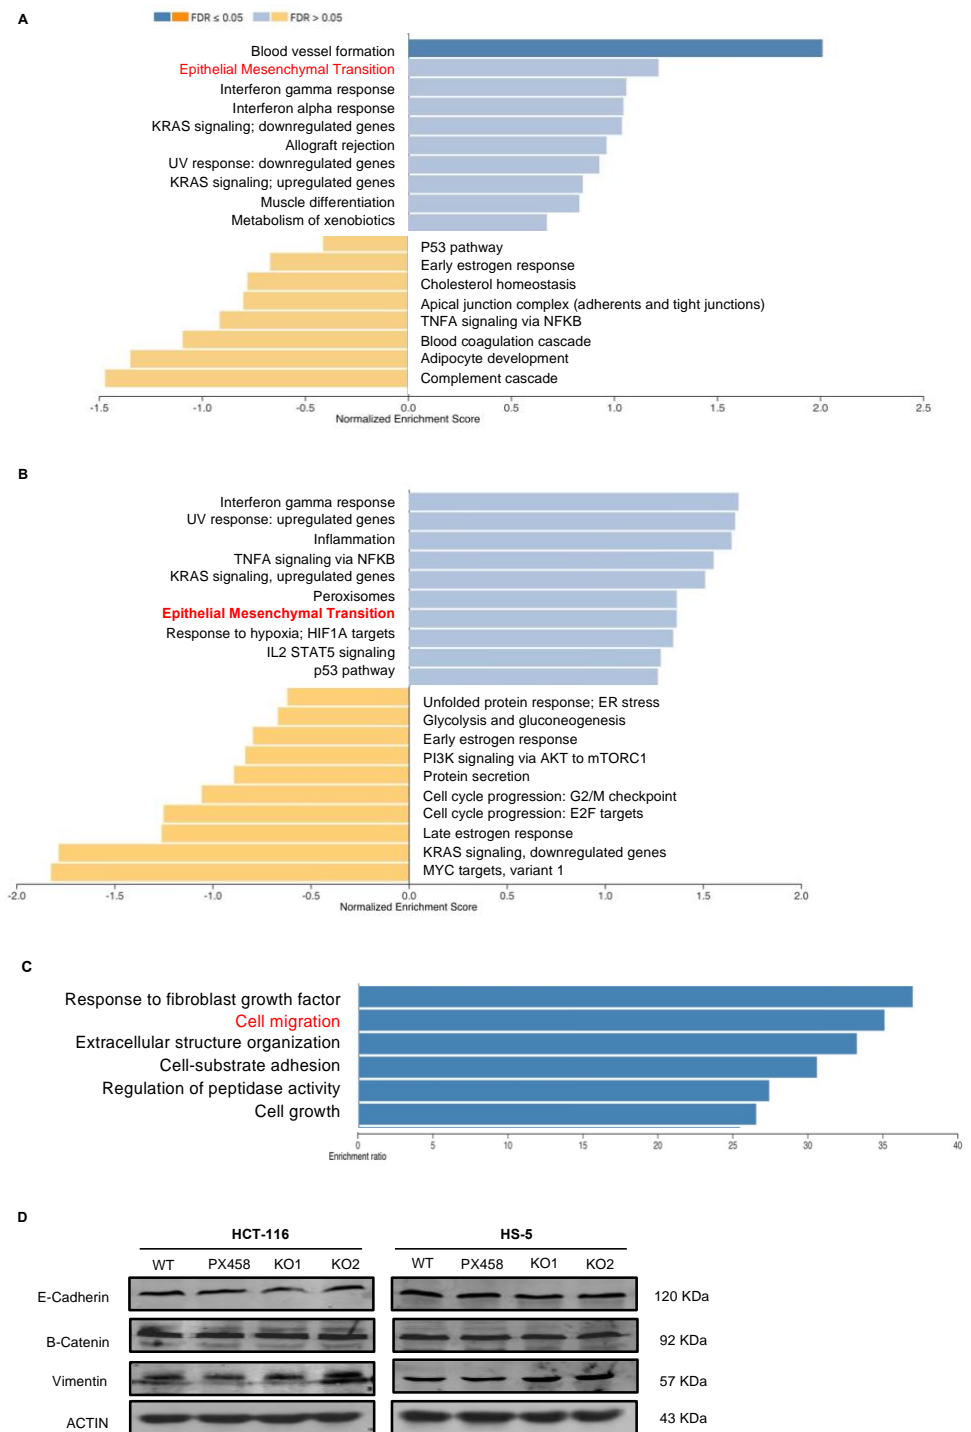 A
FDR ≤ 0.05 FDR > 0.05
Blood vessel formation
Epithelial Mesenchymal Transition
Interferon gamma response
Interferon alpha response
KRAS signaling; downregulated genes
Allograft rejection
UV response: downregulated genes
KRAS signaling; upregulated genes
Muscle differentiation
Metabolism of xenobiotics
P53 pathway
Early estrogen response
Cholesterol homeostasis
Apical junction complex (adherents and tight junctions)
TNFA signaling via NFKB
Blood coagulation cascade
Adipocyte development
Complement cascade
-1.5 -1.0 -0.5 0.0 0.5 1.0 1.5 2.0 2.5
Normalized Enrichment Score
B
Interferon gamma response
UV response: upregulated genes
Inflammation
TNFA signaling via NFKB
KRAS signaling, upregulated genes
Peroxisomes
Epithelial Mesenchymal Transition
Response to hypoxia; HIF1A targets
IL2 STAT5 signaling
p53 pathway
Unfolded protein response; ER stress
Glycolysis and gluconeogenesis
Early estrogen response
PI3K signaling via AKT to mTORC1
Protein secretion
Cell cycle progression: G2/M checkpoint
Cell cycle progression: E2F targets
Late estrogen response
KRAS signaling, downregulated genes
MYC targets, variant 1
-2.0 -1.5 -1.0 -0.5 0.0 0.5 1.0 1.5 2.0
Normalized Enrichment Score
C
Response to fibroblast growth factor
Cell migration
Extracellular structure organization
Cell-substrate adhesion
Regulation of peptidase activity
Cell growth
0 5 10 15 20 25 30 35 40
Enrichment ratio
D
HCT-116 HS-5
WT PX458 KO1 KO2 WT PX458 KO1 KO2
E-Cadherin 120 KDa
B-Catenin 92 KDa
Vimentin 57 KDa
ACTIN 43 KDa